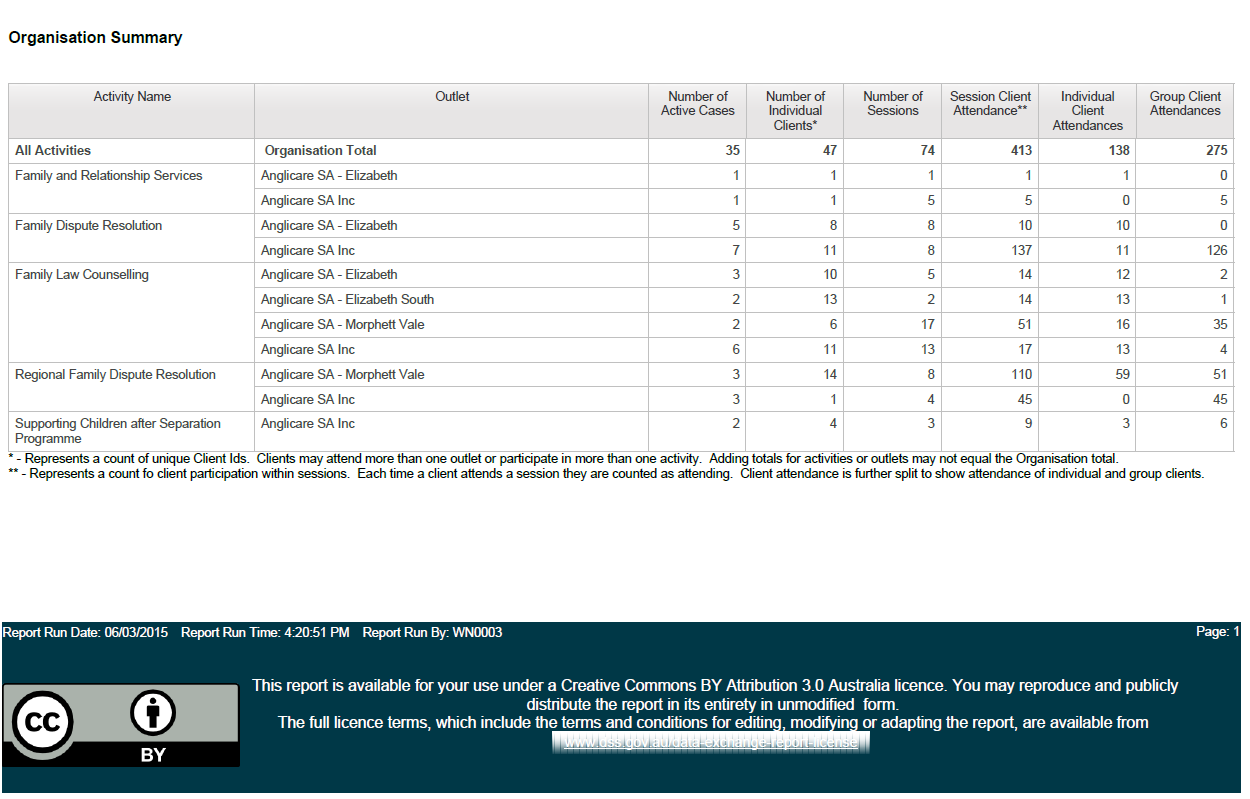 Organisation Summary
Activity Name Outlet Number of Active Cases Number of Individual Clients* Number of Sessions Session Client Attendance** Individual Client Attendances Group Client Attendances
All Activities Organisation Total 35 47 74 413 138 275
Family and Relationship Services Anglicare SA - Elizabeth 1 1 1 1 1 0
Anglicare SA Inc 1 1 5 5 0 5
Family Dispute Resolution Anglicare SA - Elizabeth 5 8 8 10 10 0
Anglicare SA Inc 7 11 8 137 11 126
Family Law Counselling Anglicare SA - Elizabeth 3 10 5 14 12 2
Anglicare SA - Elizabeth South 2 13 2 14 13 1
Anglicare SA - Morphett Vale 2 6 17 51 16 35
Anglicare SA Inc 6 11 13 17 13 4
Regional Family Dispute Resolution Anglicare SA - Morphett Vale 3 14 8 110 59 51
Anglicare SA Inc 3 1 4 45 0 45
Supporting Children after Separation Programme Anglicare SA Inc 2 4 3 9 3 6
* - Represents a count of unique Client Ids. Clients may attend more than one outlet or participate in more than one activity. Adding totals for activities or outlets may not equal the Organisation total.
** - Represents a count fo client participation within sessions. Each time a client attends a session they are counted as attending. Client attendance is further split to show attendance of individual and group clients.
Report Run Date: 06/03/2015 Report Run Time: 4:20:51 PM Report Run By: WN0003 Page: 1
This report is available for your use under a Creative Commons BY Attribution 3.0 Australia licence. You may reproduce and publicly
distribute the report in its entirety in unmodified form.
The full licence terms, which include the terms and conditions for editing, modifying or adapting the report, are available from
cc
BY